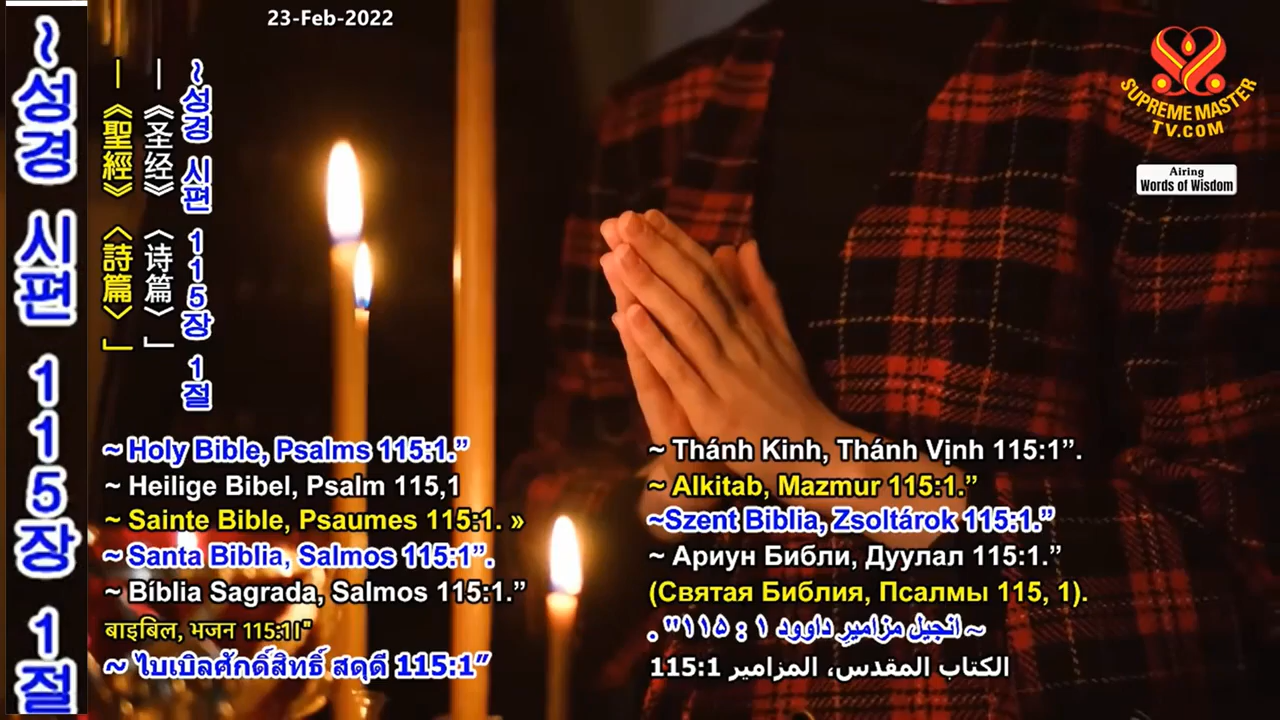 ~성경 시편 115장 1절
23-Feb-2022
~성경 시편 115장 1절
— 《圣经》〈诗篇〉」
— 《聖經》〈詩篇〉」
SUPREME MASTER
TV.COM
Airing
Words of Wisdom
~ Holy Bible, Psalms 115:1.”
~ Heilige Bibel, Psalm 115,1
~ Sainte Bible, Psaumes 115:1. »
~ Santa Biblia, Salmos 115:1”.
~ Bíblia Sagrada, Salmos 115:1.”
बाइबिल, भजन 115:1।"
~ ไบเบิลศักดิ์สิทธิ์ สดุดี 115:1”
~ Thánh Kinh, Thánh Vịnh 115:1”.
~ Alkitab, Mazmur 115:1.”
~Szent Biblia, Zsoltárok 115:1.”
~ Ариун Библи, Дуулал 115:1.”
(Святая Библия, Псалмы 115, 1).
~ انجیل مزامیرِ داوود ۱ : ۱۱۵" .
الكتاب المقدس، المزامير 115:1